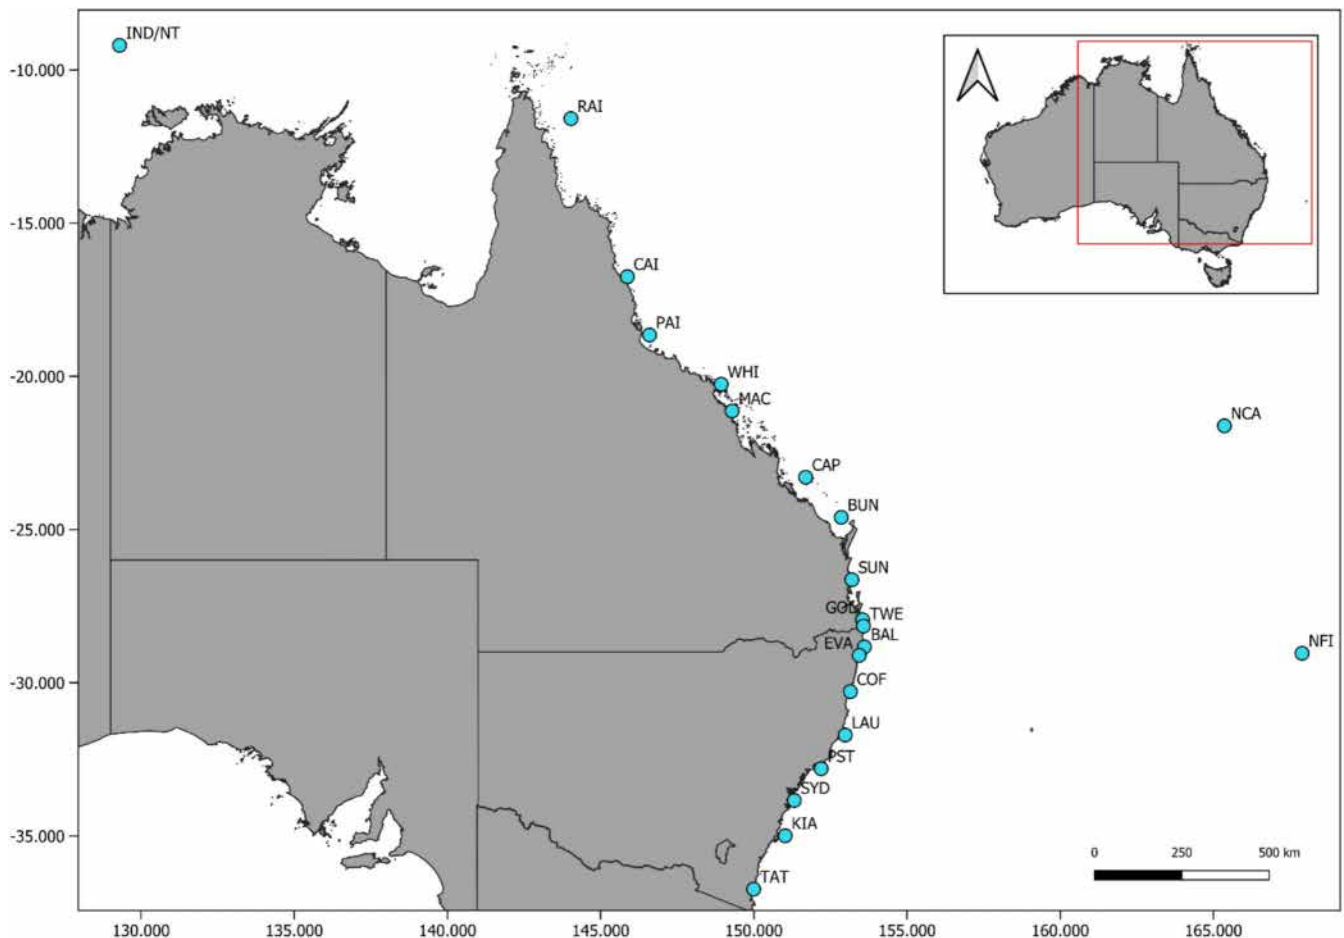 IND/NT
-10.000
RAI
-15.000
CAI
PAI
-20.000
WHI
MAC
NCA
CAP
BUN
-25.000
SUN
GOL
TWE
BAL
EVA
NFI
-30.000
COF
LAU
PST
SYD
KIA
-35.000
0 250 500 km
TAT
130.000 135.000 140.000 145.000 150.000 155.000 160.000 165.000